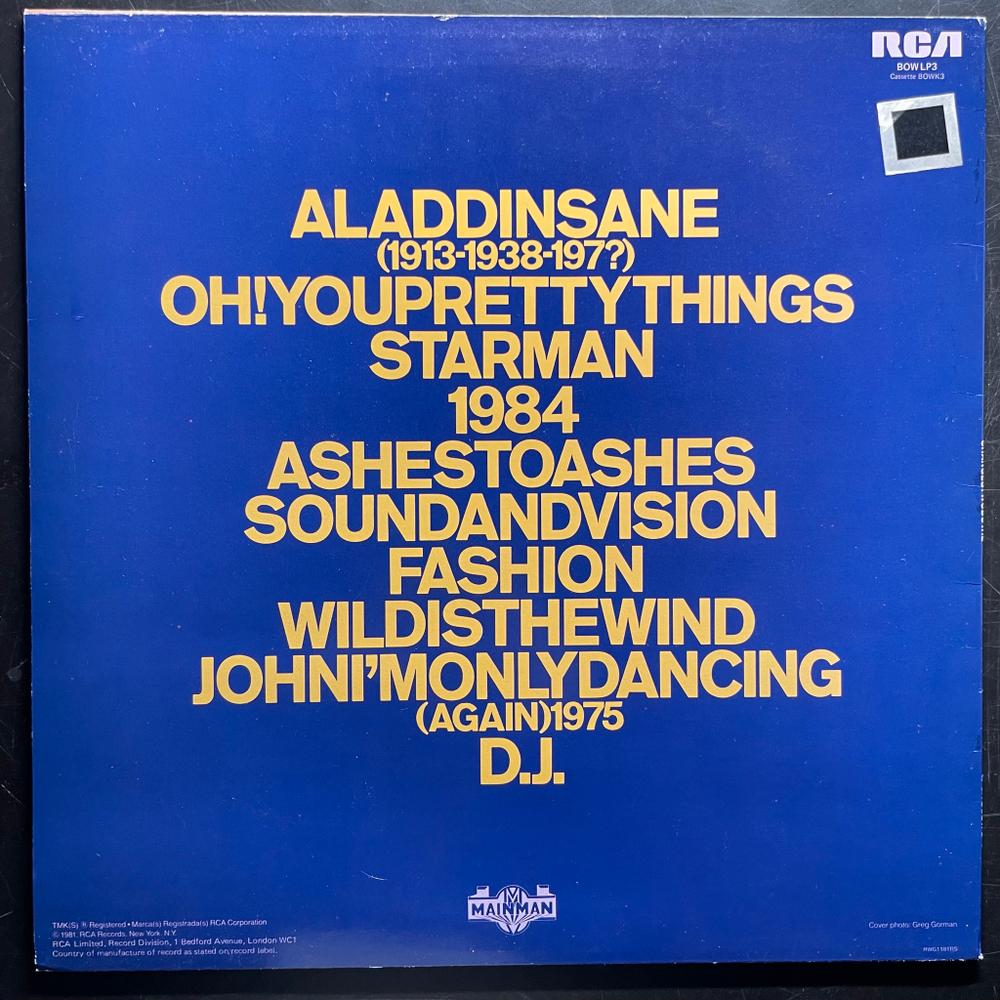 RCA
BOW LP3
Cassette BOWK3
ALADDINSANE
(1913-1938-197?)
OH!YOUPRETTYTHINGS
STARMAN
1984
ASHESTOASHES
SOUNDANDVISION
FASHION
WILDISTHEWIND
JOHNI'MONLYDANCING
(AGAIN)1975
D.J.
M
MAINMAN
TMK(S) ® Registered • Marca(s) Registrada(s) RCA Corporation
© 1981, RCA Records, New York. N.Y.
RCA Limited, Record Division, 1 Bedford Avenue, London WC1
Country of manufacture of record as stated on record label.
Cover photo: Greg Gorman